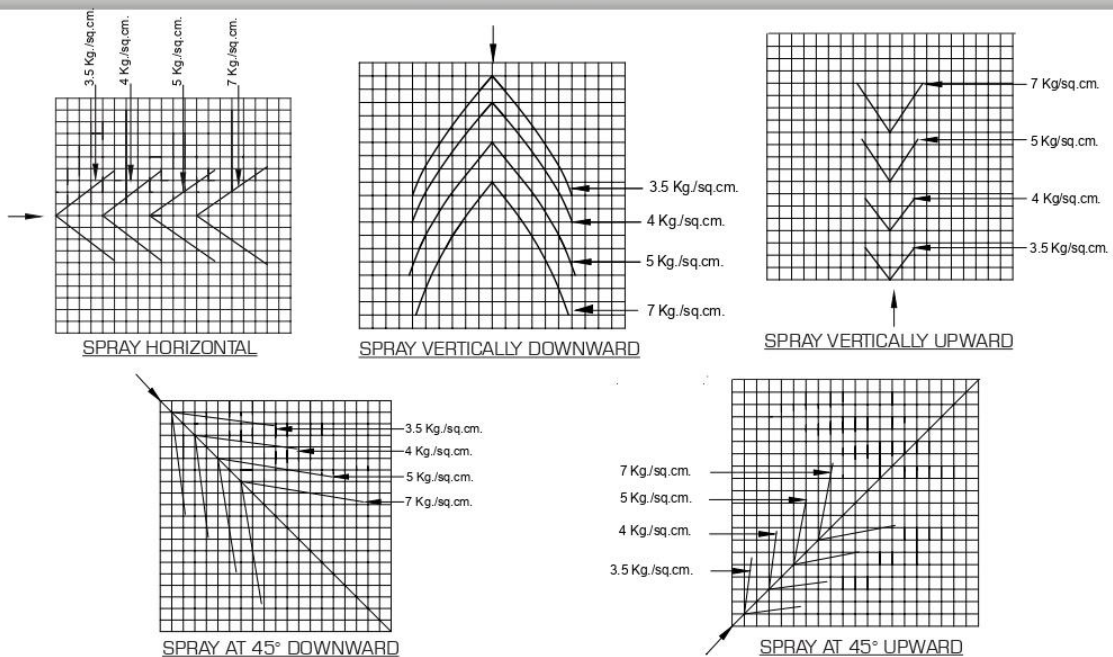 3.5 Kg./sq.cm.
4 Kg./sq.cm.
5 Kg./sq.cm.
7 Kg./sq.cm.
SPRAY HORIZONTAL
3.5 Kg./sq.cm.
4 Kg./sq.cm.
5 Kg./sq.cm.
7 Kg./sq.cm.
SPRAY VERTICALLY DOWNWARD
7 Kg/sq.cm.
5 Kg/sq.cm.
4 Kg/sq.cm.
3.5 Kg/sq.cm.
SPRAY VERTICALLY UPWARD
3.5 Kg./sq.cm.
4 Kg./sq.cm.
5 Kg./sq.cm.
7 Kg./sq.cm.
SPRAY AT 45° DOWNWARD
7 Kg./sq.cm.
5 Kg./sq.cm.
4 Kg./sq.cm.
3.5 Kg./sq.cm.
SPRAY AT 45° UPWARD